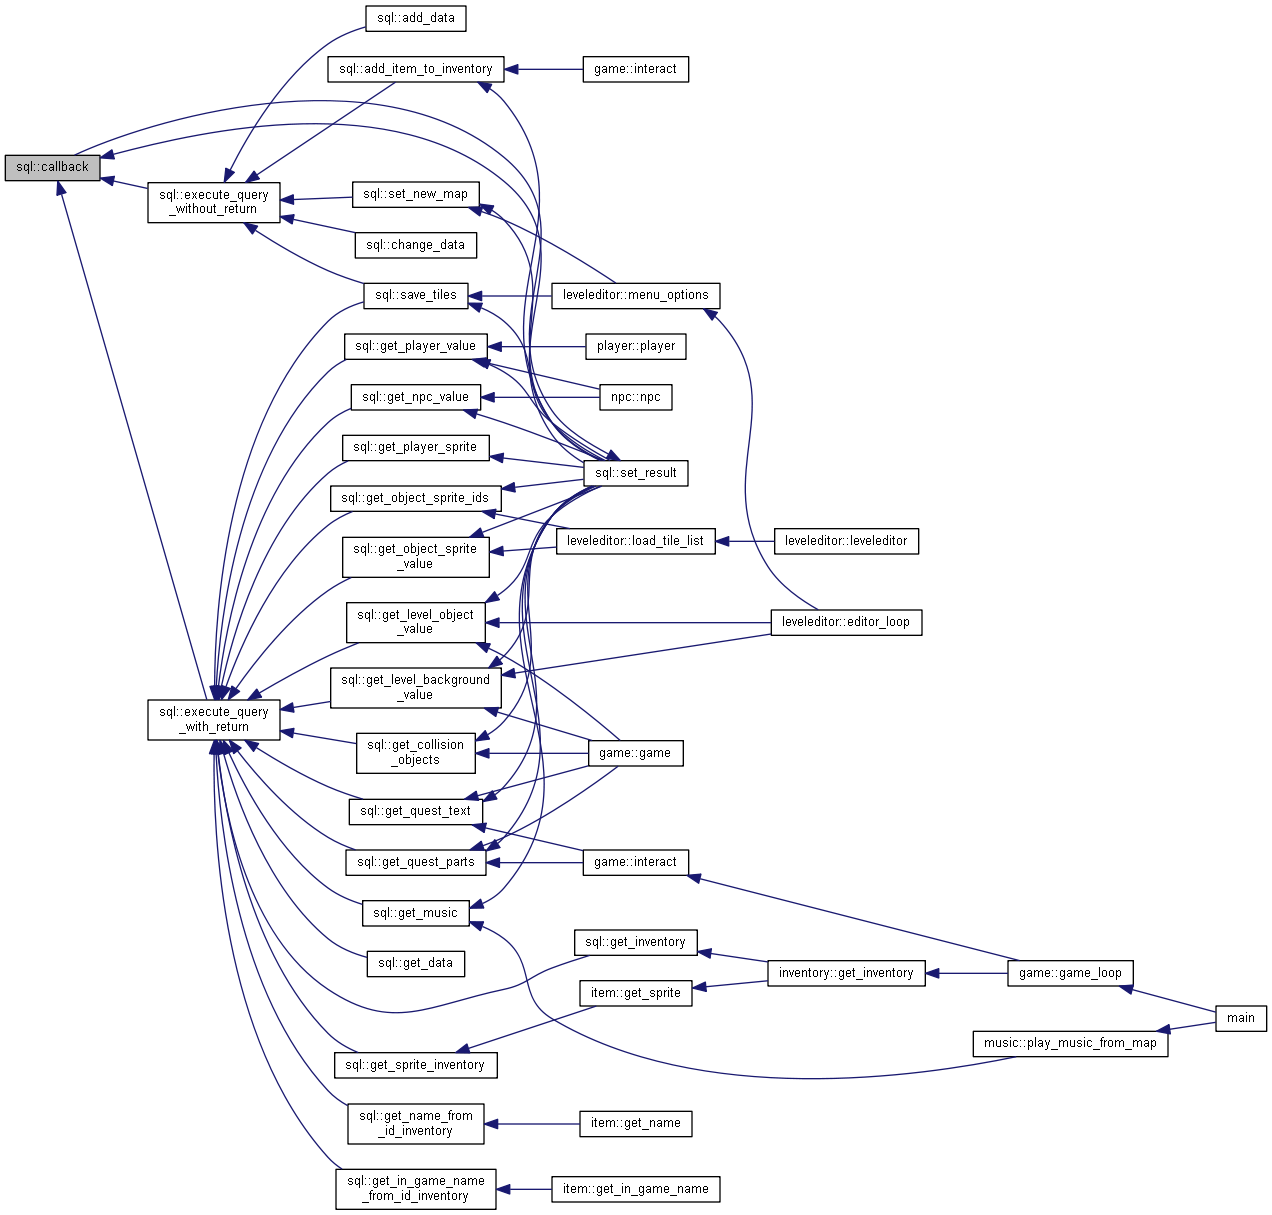 sql::add_data
sql::add_item_to_inventory
game::interact
sql::callback
sql::execute_query
_without_return
sql::set_new_map
sql::change_data
sql::save_tiles
leveleditor::menu_options
sql::get_player_value
player::player
sql::get_npc_value
npc::npc
sql::get_player_sprite
sql::set_result
sql::get_object_sprite_ids
sql::get_object_sprite
_value
leveleditor::load_tile_list
leveleditor::leveleditor
sql::get_level_object
_value
leveleditor::editor_loop
sql::get_level_background
_value
sql::execute_query
_with_return
sql::get_collision
_objects
game::game
sql::get_quest_text
sql::get_quest_parts
game::interact
sql::get_music
sql::get_data
sql::get_inventory
inventory::get_inventory
game::game_loop
item::get_sprite
main
music::play_music_from_map
sql::get_sprite_inventory
sql::get_name_from
_id_inventory
item::get_name
sql::get_in_game_name
_from_id_inventory
item::get_in_game_name